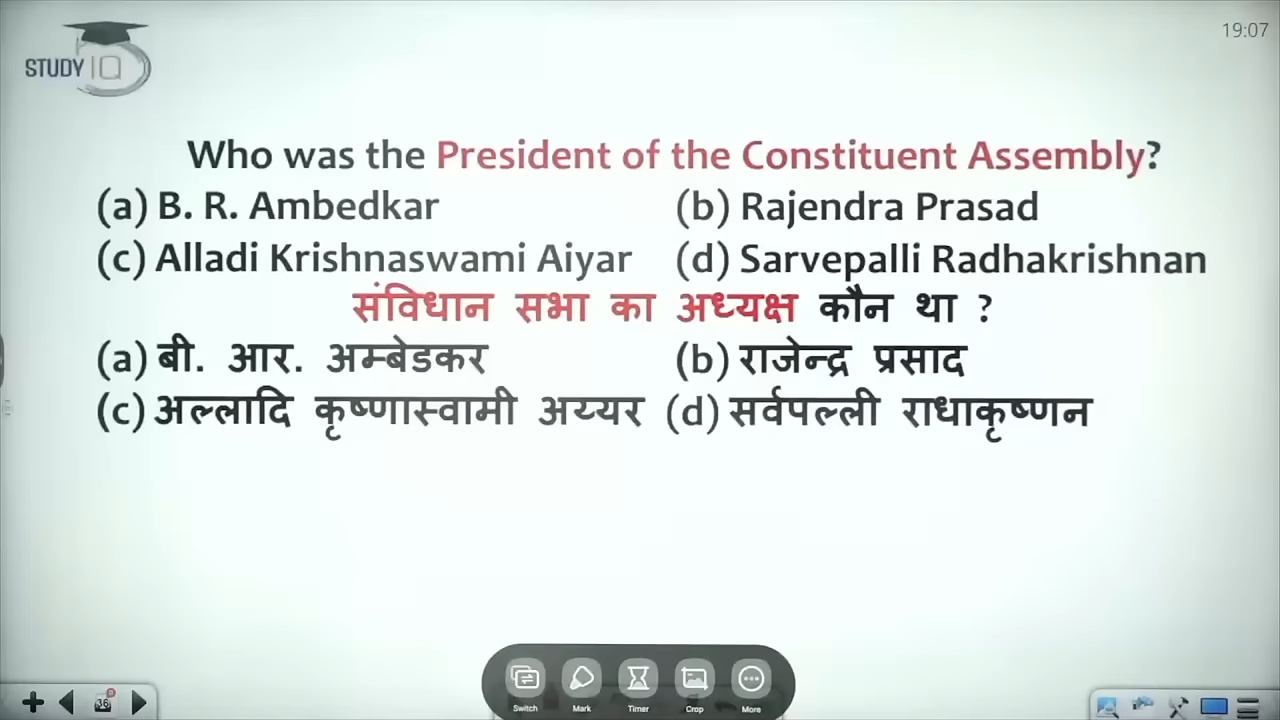 STUDY IQ
19:07
Who was the President of the Constituent Assembly?
(a) B. R. Ambedkar (b) Rajendra Prasad
(c) Alladi Krishnaswami Aiyar (d) Sarvepalli Radhakrishnan
संविधान सभा का अध्यक्ष कौन था ?
(a) बी. आर. अम्बेडकर (b) राजेन्द्र प्रसाद
(c) अल्लादि कृष्णास्वामी अय्यर (d) सर्वपल्ली राधाकृष्णन
36
Switch Mark Timer Crop More